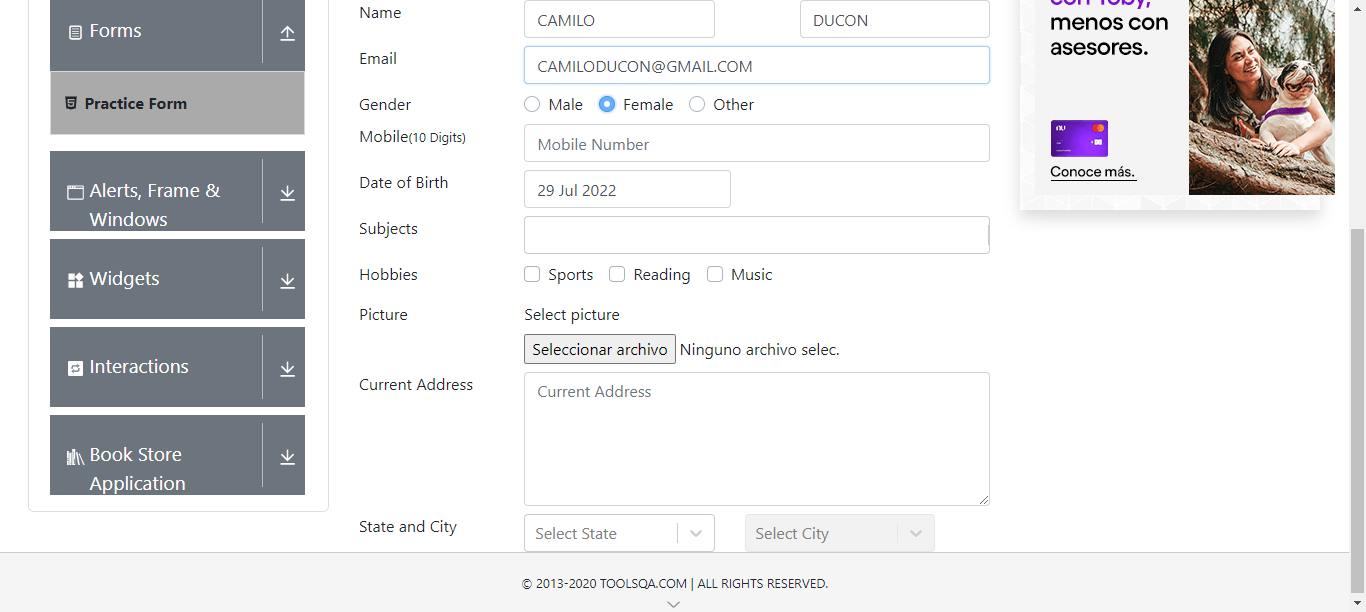 Forms
Practice Form
Alerts, Frame &
Windows
Widgets
Interactions
Book Store
Application
Name
CAMILO
DUCON
Email
CAMILODUCON@GMAIL.COM
Gender
Male
Female
Other
Mobile(10 Digits)
Mobile Number
Date of Birth
29 Jul 2022
Subjects
Hobbies
Sports
Reading
Music
Picture
Select picture
Seleccionar archivo
Ninguno archivo selec.
Current Address
Current Address
State and City
Select State
Select City
con Toby,
menos con
asesores.
nu
Conoce más.
© 2013-2020 TOOLSQA.COM | ALL RIGHTS RESERVED.